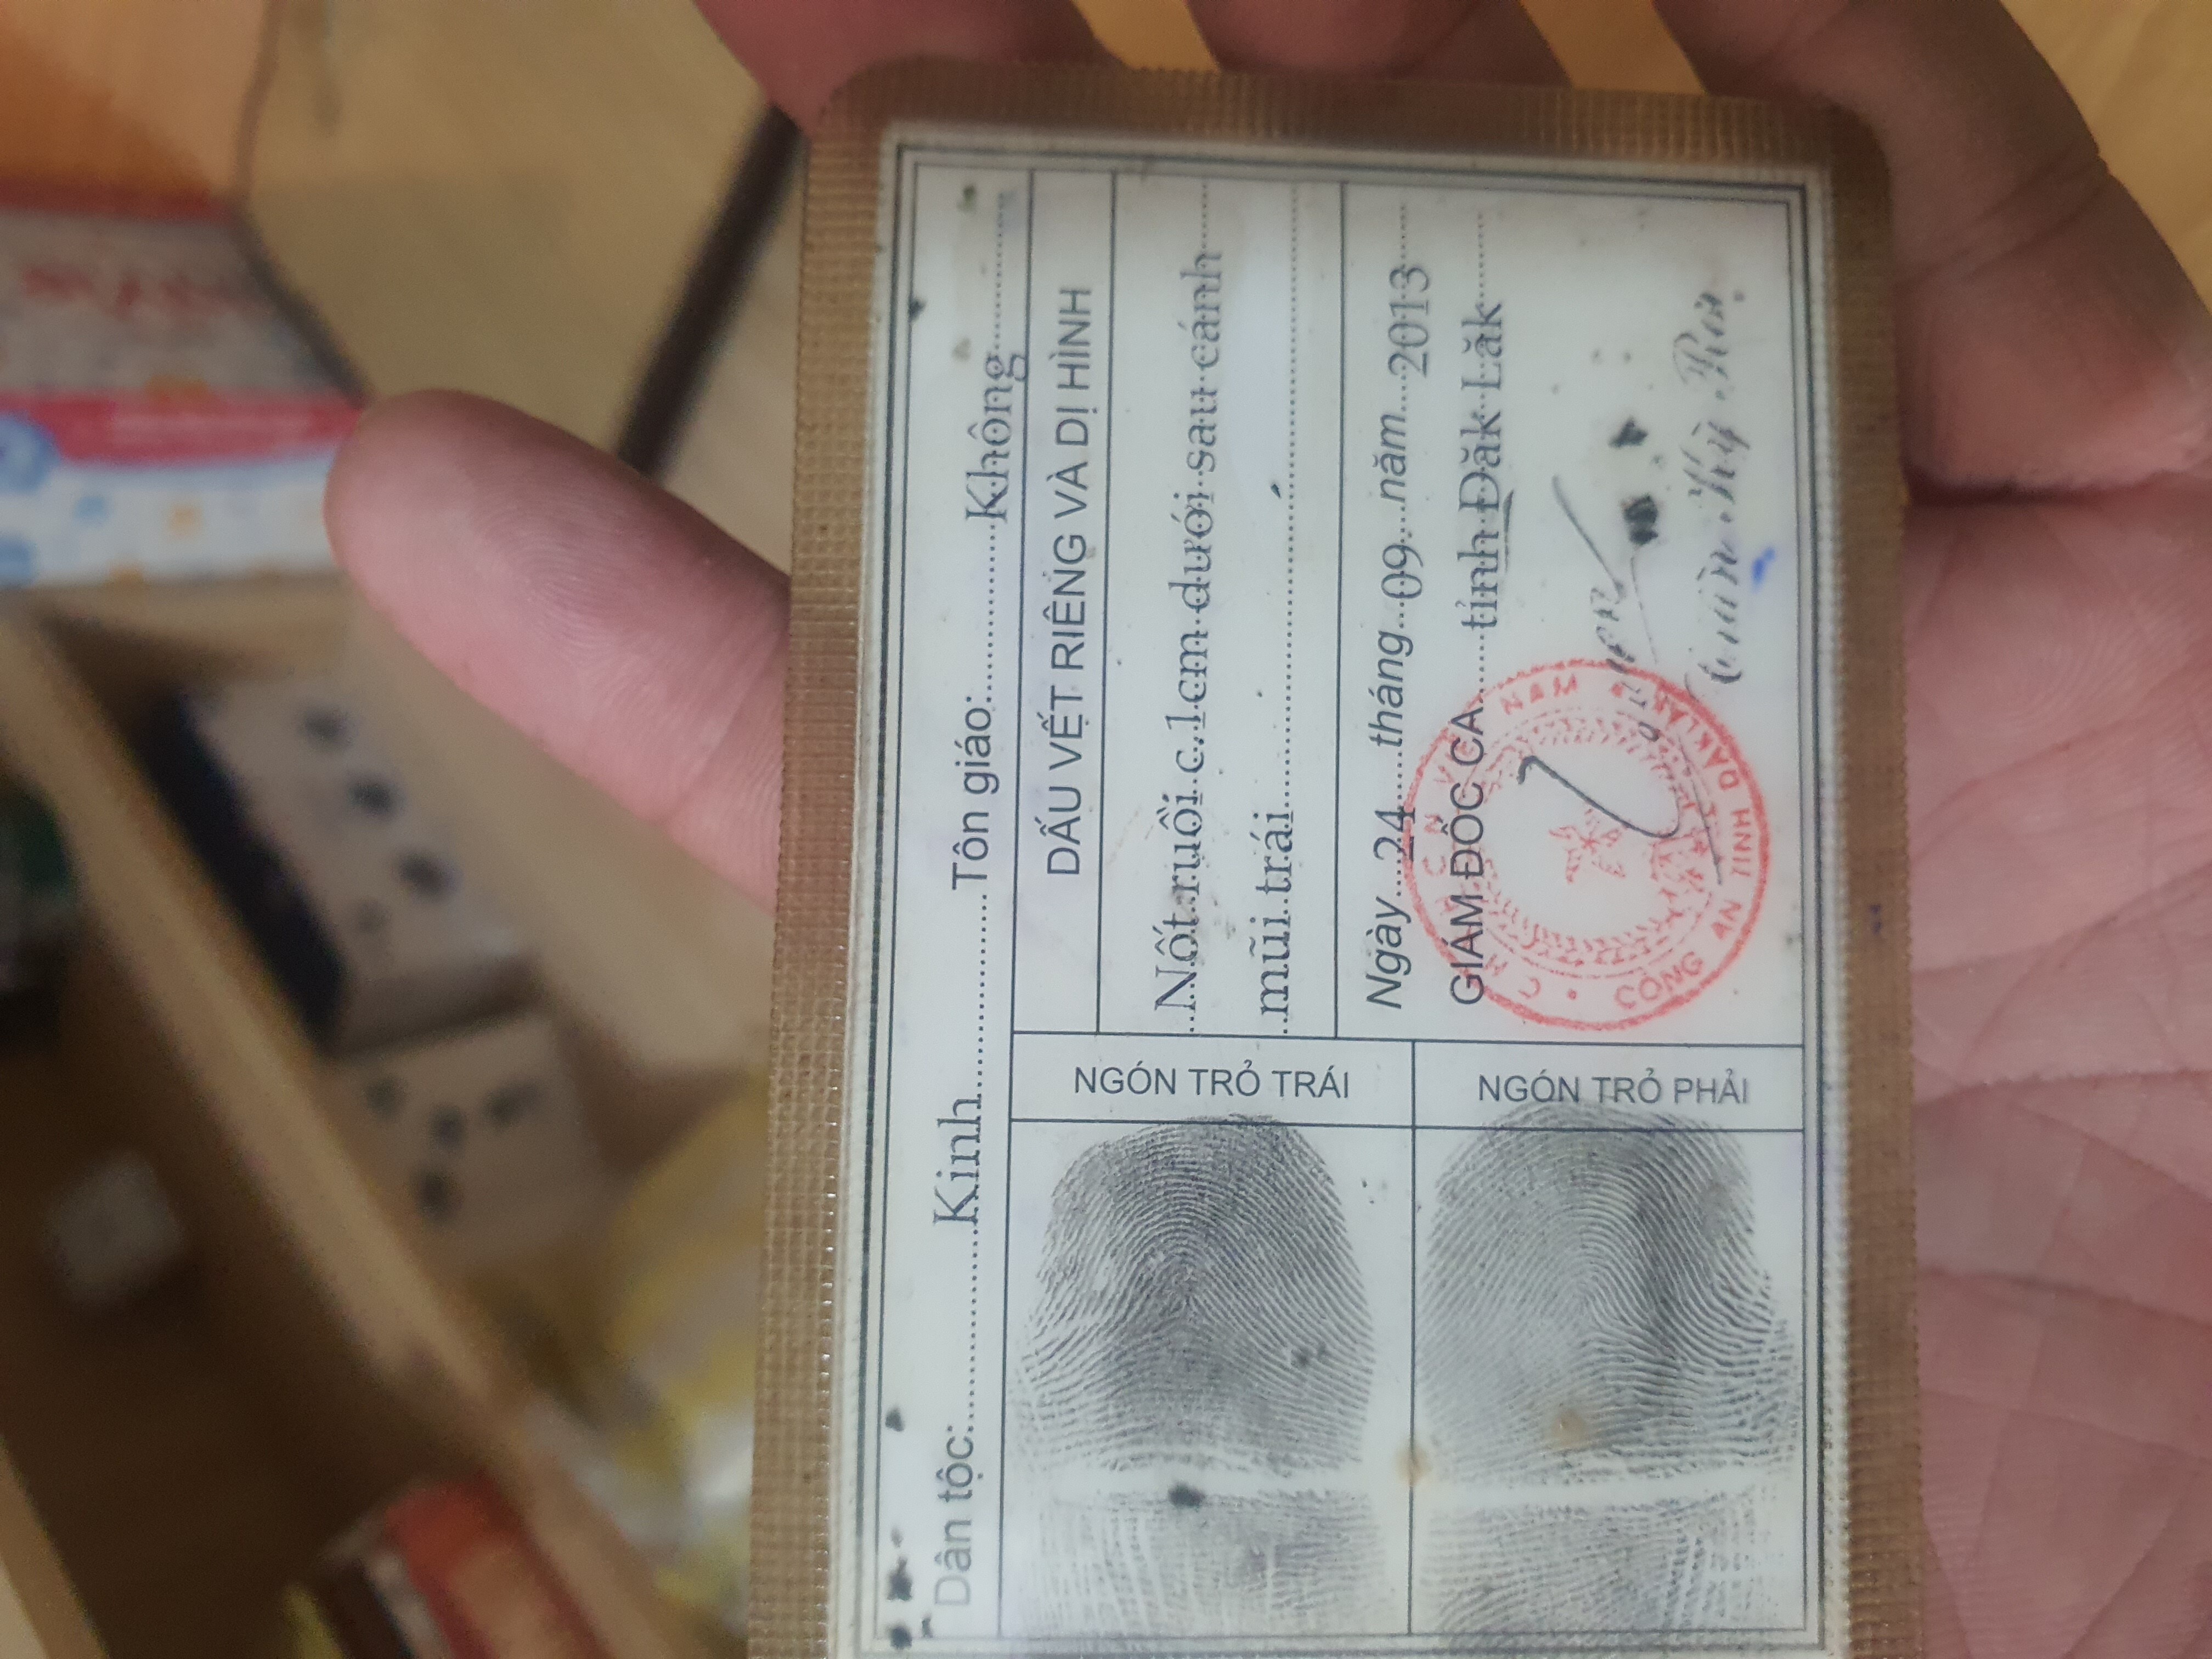 Dân tộc: Kinh Tôn giáo: Không
DẤU VẾT RIÊNG VÀ DỊ HÌNH
Nốt ruồi c.1cm dưới sau cánh
mũi trái
Ngày 24 tháng 09 năm 2013
GIÁM ĐỐC CA tỉnh Đăk Lăk
CÔNG AN TỈNH ĐẮK LẮK
NGÓN TRỎ TRÁI
NGÓN TRỎ PHẢI